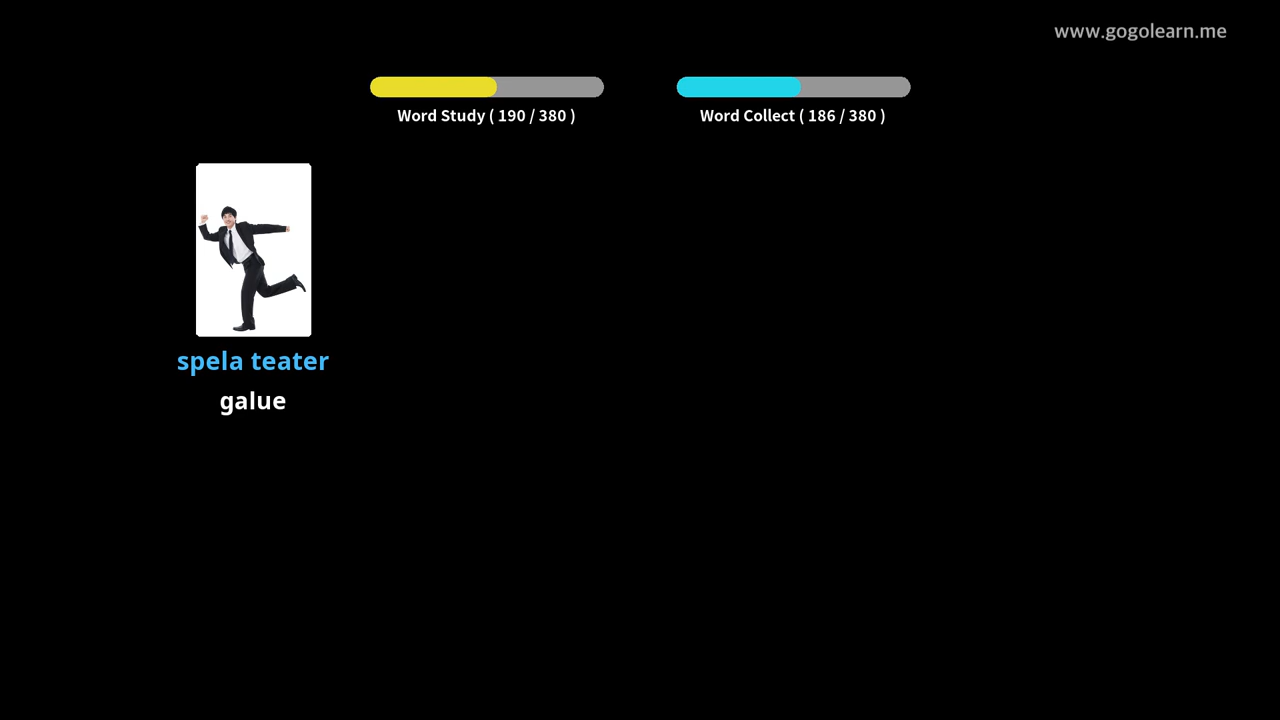 www.gogolearn.me
Word Study ( 190 / 380 )
Word Collect ( 186 / 380 )
spela teater
galue